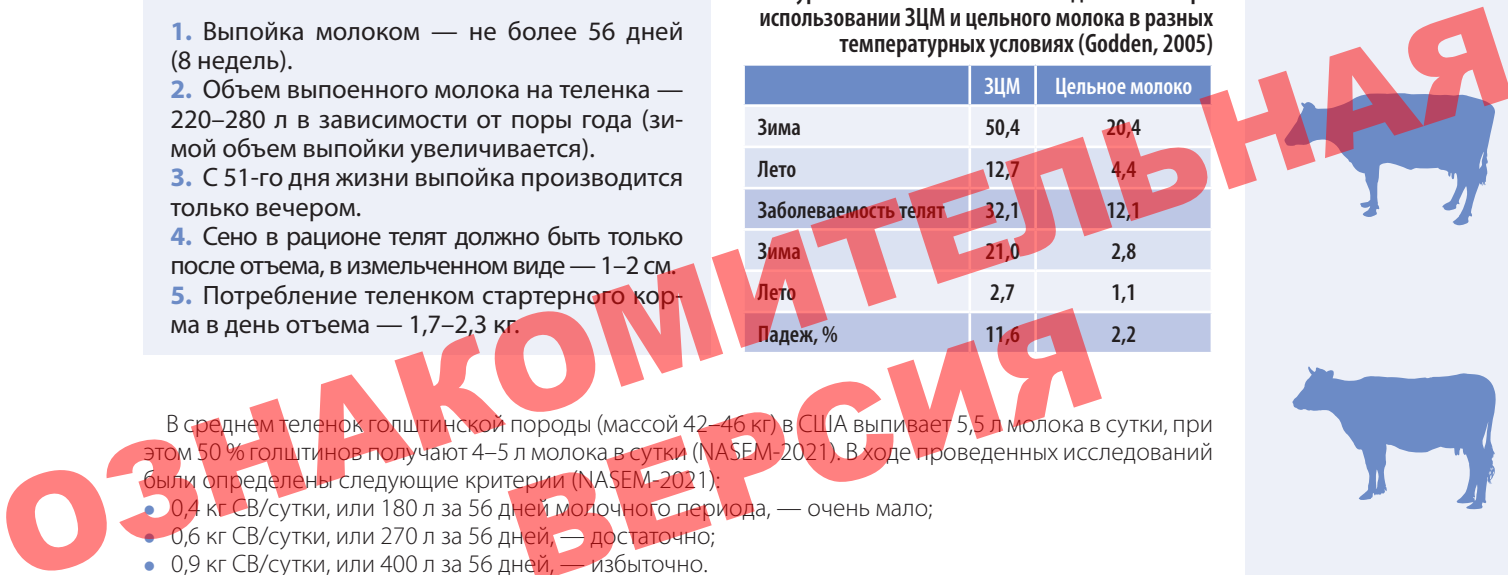 1. Выпойка молоком — не более 56 дней
(8 недель).
2. Объем выпоенного молока на теленка —
220–280 л в зависимости от поры года (зи-
мой объем выпойки увеличивается).
3. С 51-го дня жизни выпойка производится
только вечером.
4. Сено в рационе телят должно быть только
после отъема, в измельченном виде — 1–2 см.
5. Потребление теленком стартерного кор-
ма в день отъема — 1,7–2,3 кг.
использовании ЗЦМ и цельного молока в разных
температурных условиях (Godden, 2005)
ЗЦМ Цельное молоко
Зима 50,4 20,4
Лето 12,7 4,4
Заболеваемость телят 32,1 12,1
Зима 21,0 2,8
Лето 2,7 1,1
Падеж, % 11,6 2,2
В среднем теленок голштинской породы (массой 42–46 кг) в США выпивает 5,5 л молока в сутки, при
этом 50 % голштинов получают 4–5 л молока в сутки (NASEM-2021). В ходе проведенных исследований
были определены следующие критерии (NASEM-2021):
• 0,4 кг СВ/сутки, или 180 л за 56 дней молочного периода, — очень мало;
• 0,6 кг СВ/сутки, или 270 л за 56 дней, — достаточно;
• 0,9 кг СВ/сутки, или 400 л за 56 дней, — избыточно.
ОЗНАКОМИТЕЛЬНАЯ
ВЕРСИЯ